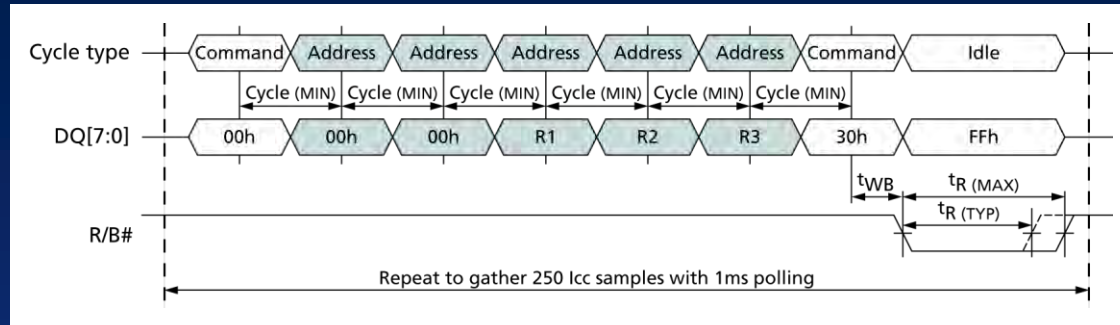 Cycle type Command Address Address Address Address Address Command Idle
Cycle (MIN) Cycle (MIN) Cycle (MIN) Cycle (MIN) Cycle (MIN) Cycle (MIN)
DQ[7:0] 00h 00h 00h R1 R2 R3 30h FFh
tWB tR (MAX)
tR (TYP)
R/B#
Repeat to gather 250 Icc samples with 1ms polling